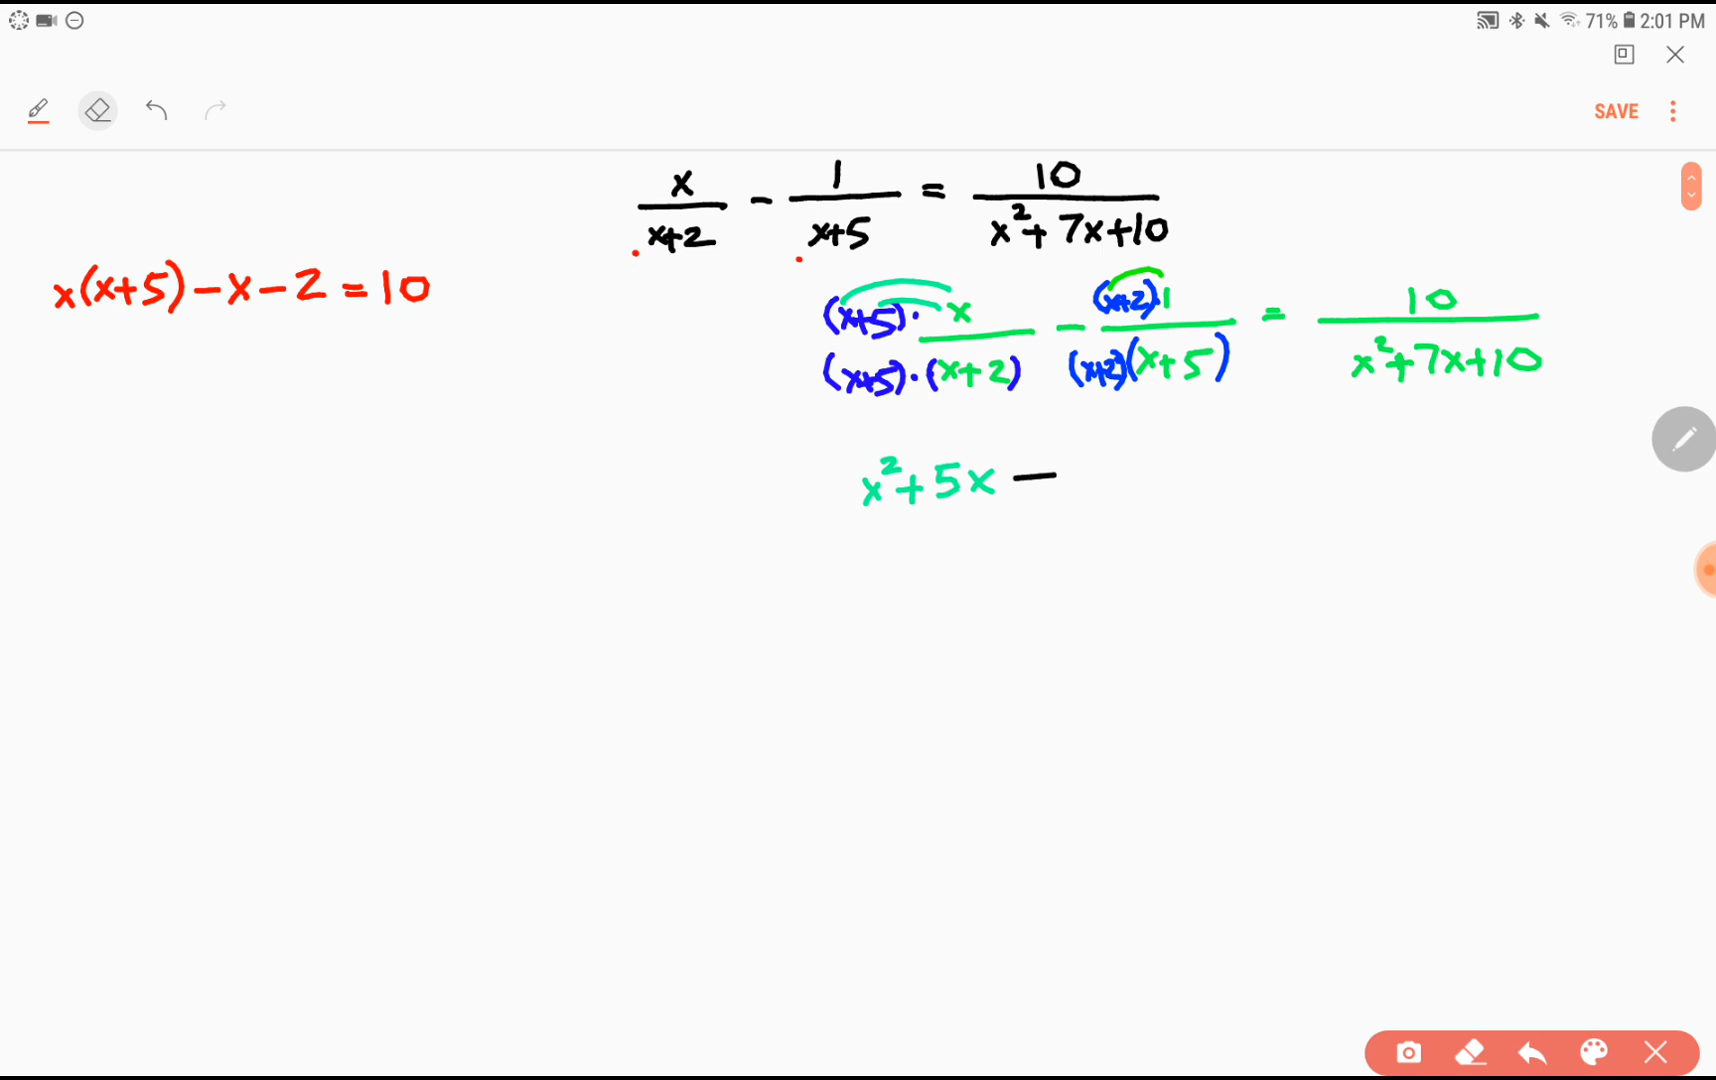 71% 2:01 PM
SAVE
x/(x+2) - 1/(x+5) = 10/(x²+7x+10)
x(x+5)-x-2=10
(x+5)·x/(x+5)·(x+2) - (x+2)·1/(x+2)(x+5) = 10/(x²+7x+10)
x²+5x -